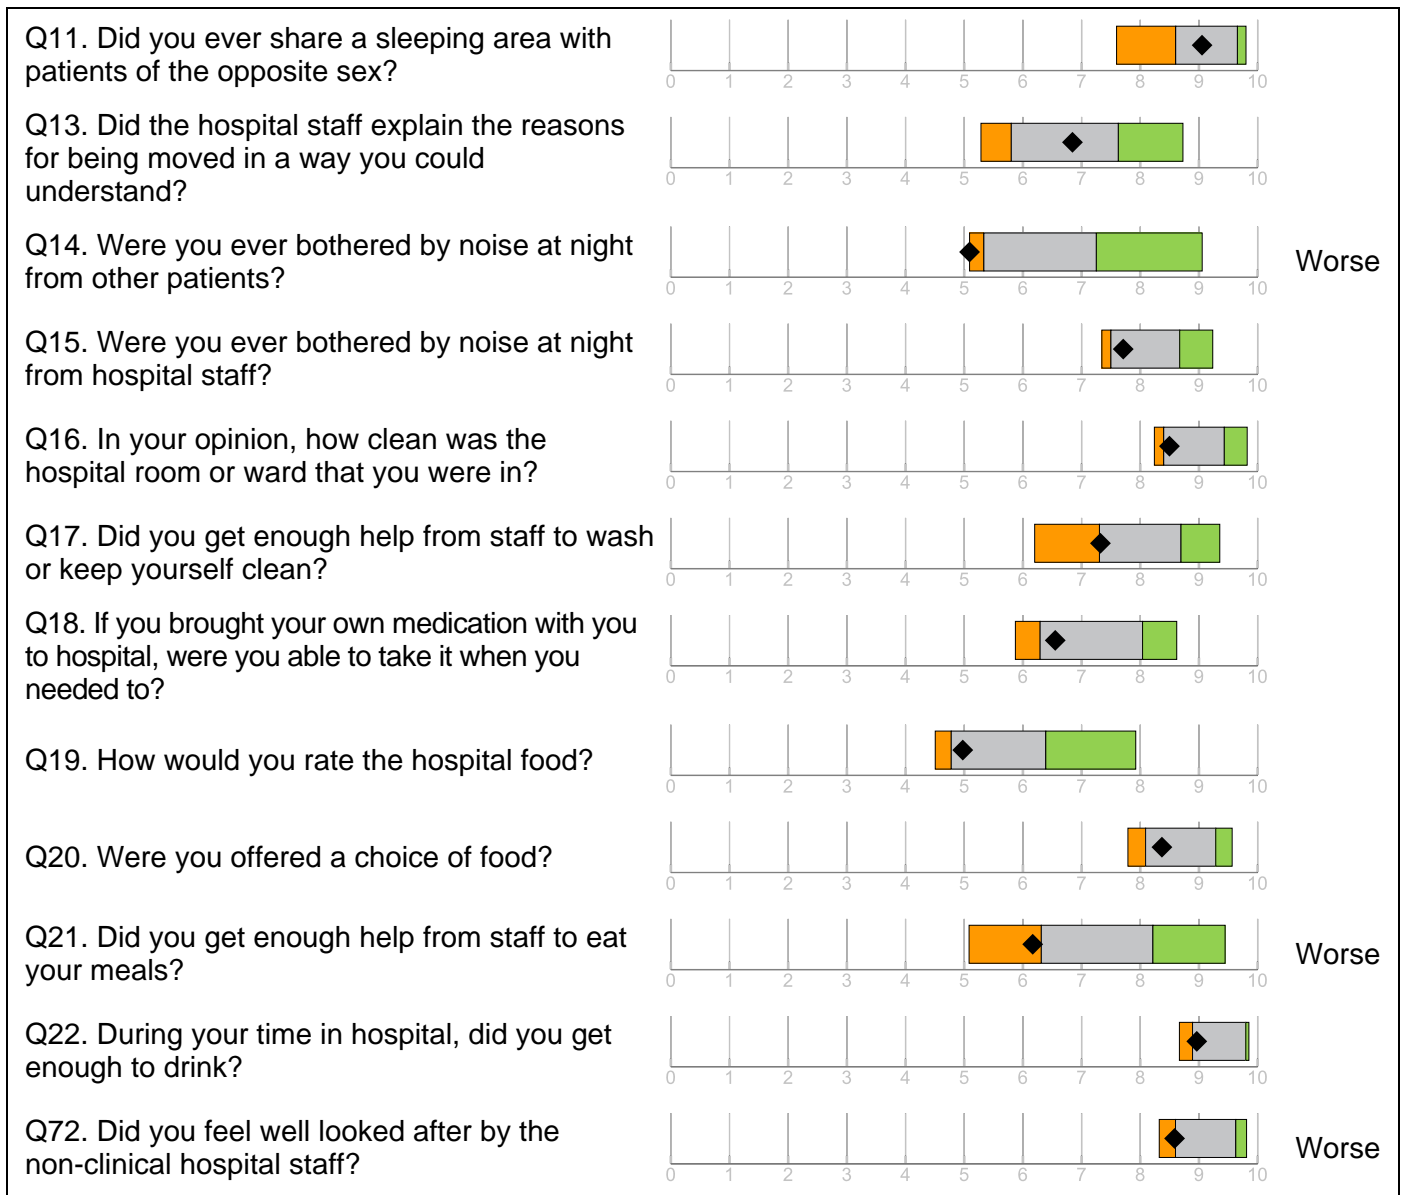 Q11. Did you ever share a sleeping area with
patients of the opposite sex?
0 1 2 3 4 5 6 7 8 9 10
Q13. Did the hospital staff explain the reasons
for being moved in a way you could
understand?
0 1 2 3 4 5 6 7 8 9 10
Q14. Were you ever bothered by noise at night
from other patients?
0 1 2 3 4 5 6 7 8 9 10
Worse
Q15. Were you ever bothered by noise at night
from hospital staff?
0 1 2 3 4 5 6 7 8 9 10
Q16. In your opinion, how clean was the
hospital room or ward that you were in?
0 1 2 3 4 5 6 7 8 9 10
Q17. Did you get enough help from staff to wash
or keep yourself clean?
0 1 2 3 4 5 6 7 8 9 10
Q18. If you brought your own medication with you
to hospital, were you able to take it when you
needed to?
0 1 2 3 4 5 6 7 8 9 10
Q19. How would you rate the hospital food?
0 1 2 3 4 5 6 7 8 9 10
Q20. Were you offered a choice of food?
0 1 2 3 4 5 6 7 8 9 10
Q21. Did you get enough help from staff to eat
your meals?
0 1 2 3 4 5 6 7 8 9 10
Worse
Q22. During your time in hospital, did you get
enough to drink?
0 1 2 3 4 5 6 7 8 9 10
Q72. Did you feel well looked after by the
non-clinical hospital staff?
0 1 2 3 4 5 6 7 8 9 10
Worse